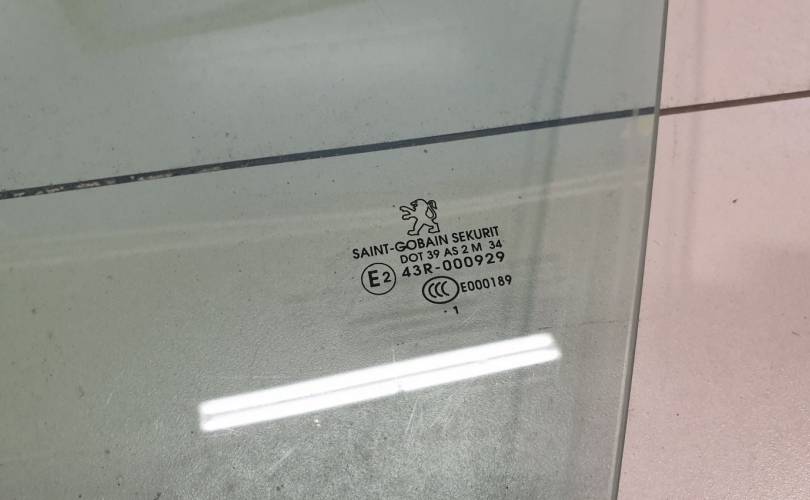 SAINT-GOBAIN SEKURIT
DOT 39 AS 2 M 34
E2 43R-000929
CCC E000189
. 1